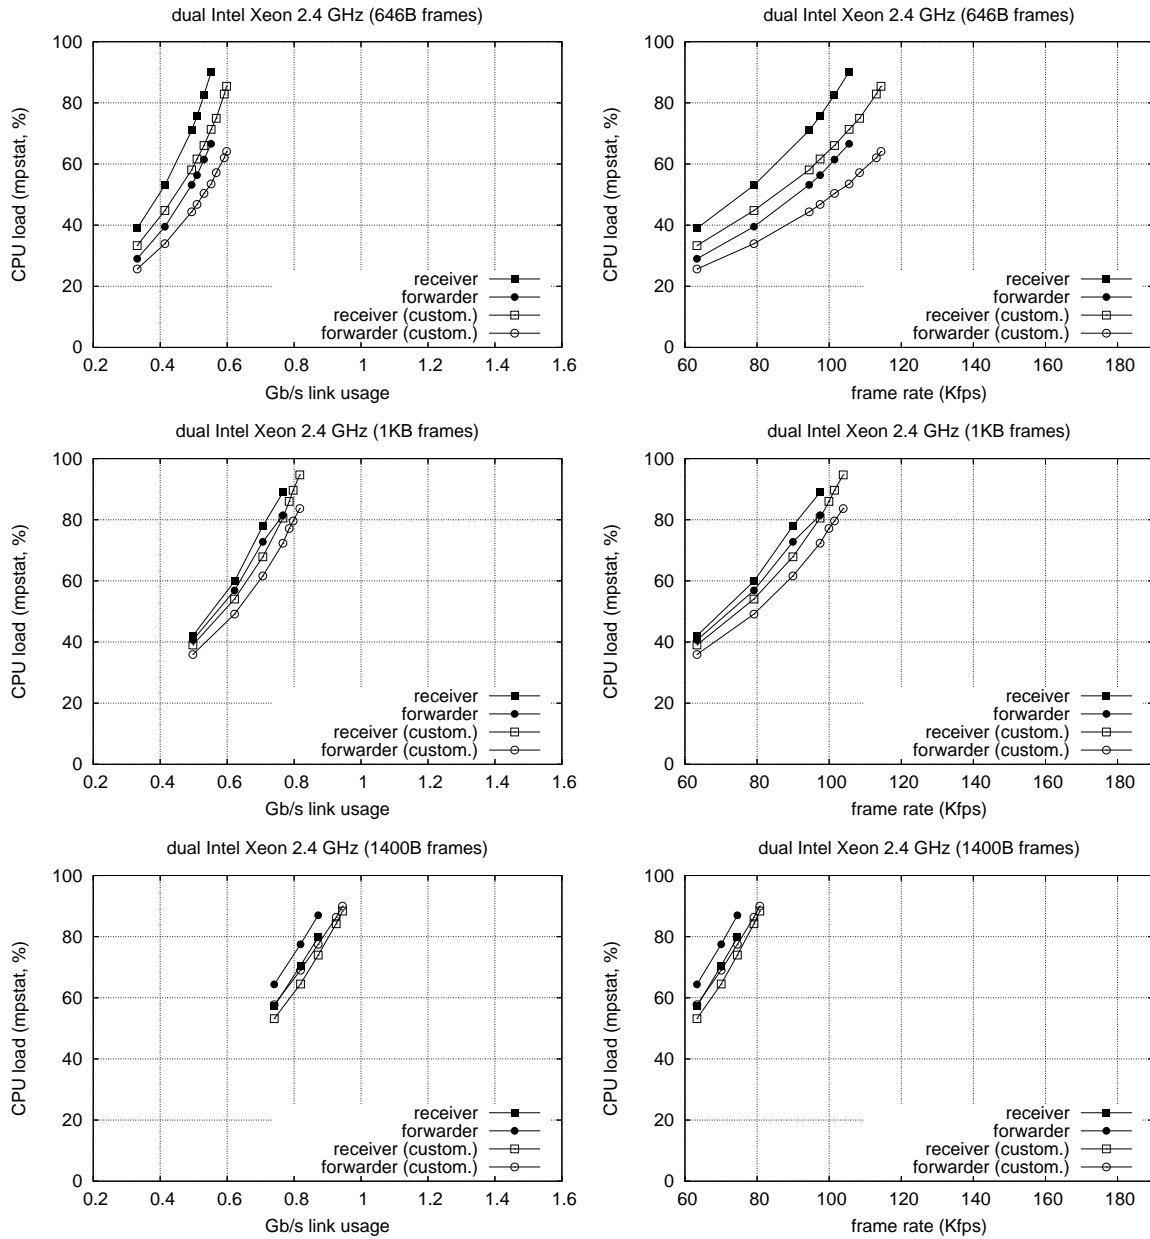 dual Intel Xeon 2.4 GHz (646B frames)
CPU load (mpstat, %)
100
80
60
40
20
0
receiver
forwarder
receiver (custom.)
forwarder (custom.)
0.2 0.4 0.6 0.8 1 1.2 1.4 1.6
Gb/s link usage
dual Intel Xeon 2.4 GHz (646B frames)
CPU load (mpstat, %)
100
80
60
40
20
0
receiver
forwarder
receiver (custom.)
forwarder (custom.)
60 80 100 120 140 160 180
frame rate (Kfps)
dual Intel Xeon 2.4 GHz (1KB frames)
CPU load (mpstat, %)
100
80
60
40
20
0
receiver
forwarder
receiver (custom.)
forwarder (custom.)
0.2 0.4 0.6 0.8 1 1.2 1.4 1.6
Gb/s link usage
dual Intel Xeon 2.4 GHz (1KB frames)
CPU load (mpstat, %)
100
80
60
40
20
0
receiver
forwarder
receiver (custom.)
forwarder (custom.)
60 80 100 120 140 160 180
frame rate (Kfps)
dual Intel Xeon 2.4 GHz (1400B frames)
CPU load (mpstat, %)
100
80
60
40
20
0
receiver
forwarder
receiver (custom.)
forwarder (custom.)
0.2 0.4 0.6 0.8 1 1.2 1.4 1.6
Gb/s link usage
dual Intel Xeon 2.4 GHz (1400B frames)
CPU load (mpstat, %)
100
80
60
40
20
0
receiver
forwarder
receiver (custom.)
forwarder (custom.)
60 80 100 120 140 160 180
frame rate (Kfps)